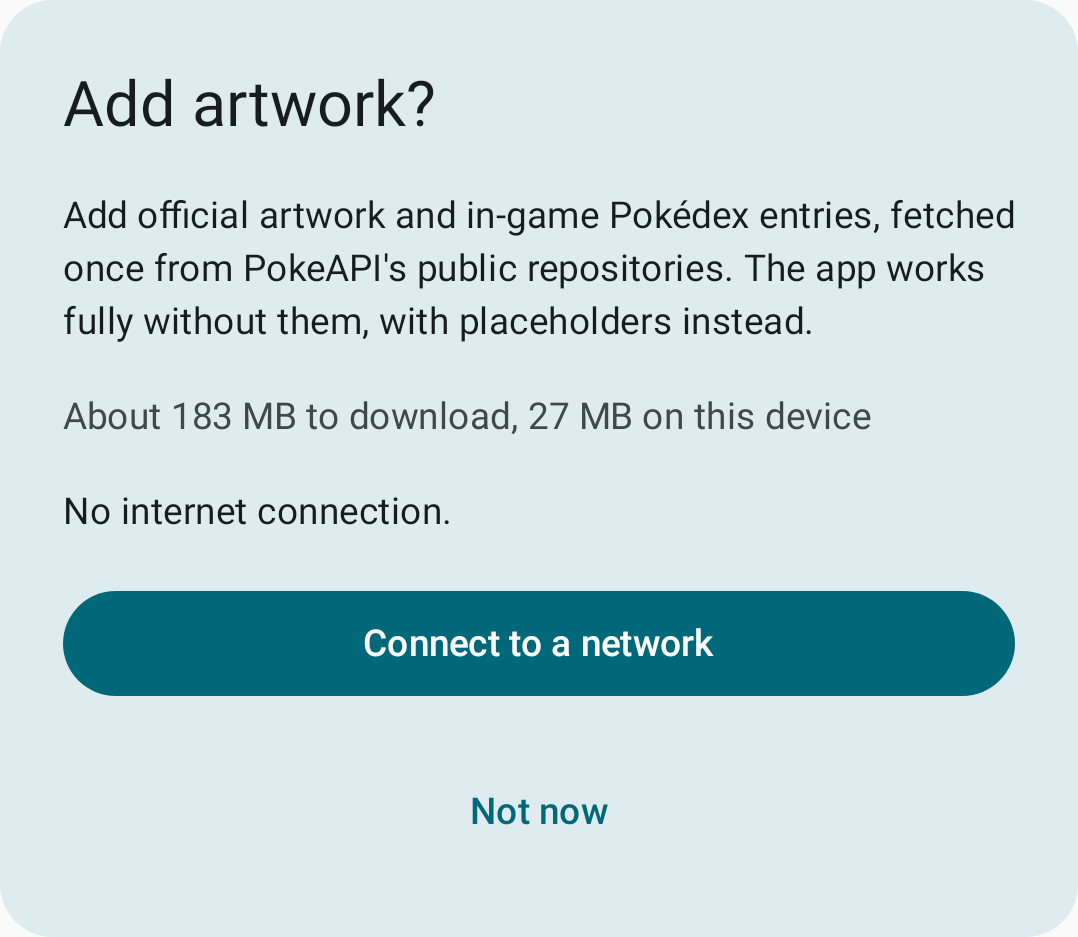 Add artwork?
Add official artwork and in-game Pokédex entries, fetched
once from PokeAPI's public repositories. The app works
fully without them, with placeholders instead.
About 183 MB to download, 27 MB on this device
No internet connection.
Connect to a network
Not now